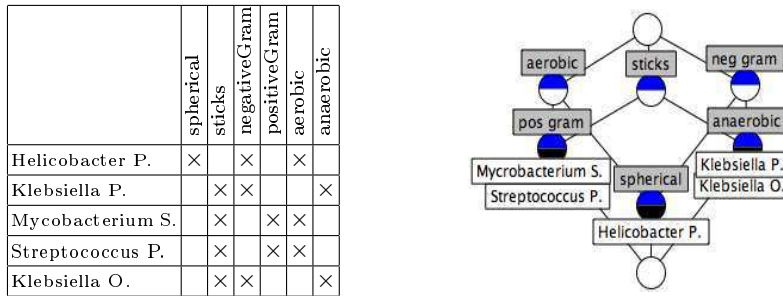 spherical sticks negativeGram positiveGram aerobic anaerobic
Helicobacter P. × × ×
Klebsiella P. × × ×
Mycobacterium S. × × ×
Streptococcus P. × × ×
Klebsiella O. × × ×
aerobic sticks neg gram
pos gram anaerobic
Mycrobacterium S. Klebsiella P.
Streptococcus P. spherical Klebsiella O.
Helicobacter P.